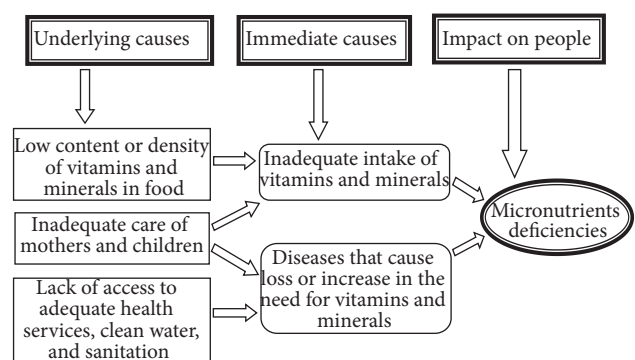 Underlying causes
Immediate causes
Impact on people
Low content or density
of vitamins and
minerals in food
Inadequate intake of
vitamins and minerals
Micronutrients
deficiencies
Inadequate care of
mothers and children
Diseases that cause
loss or increase in the
need for vitamins and
minerals
Lack of access to
adequate health
services, clean water,
and sanitation